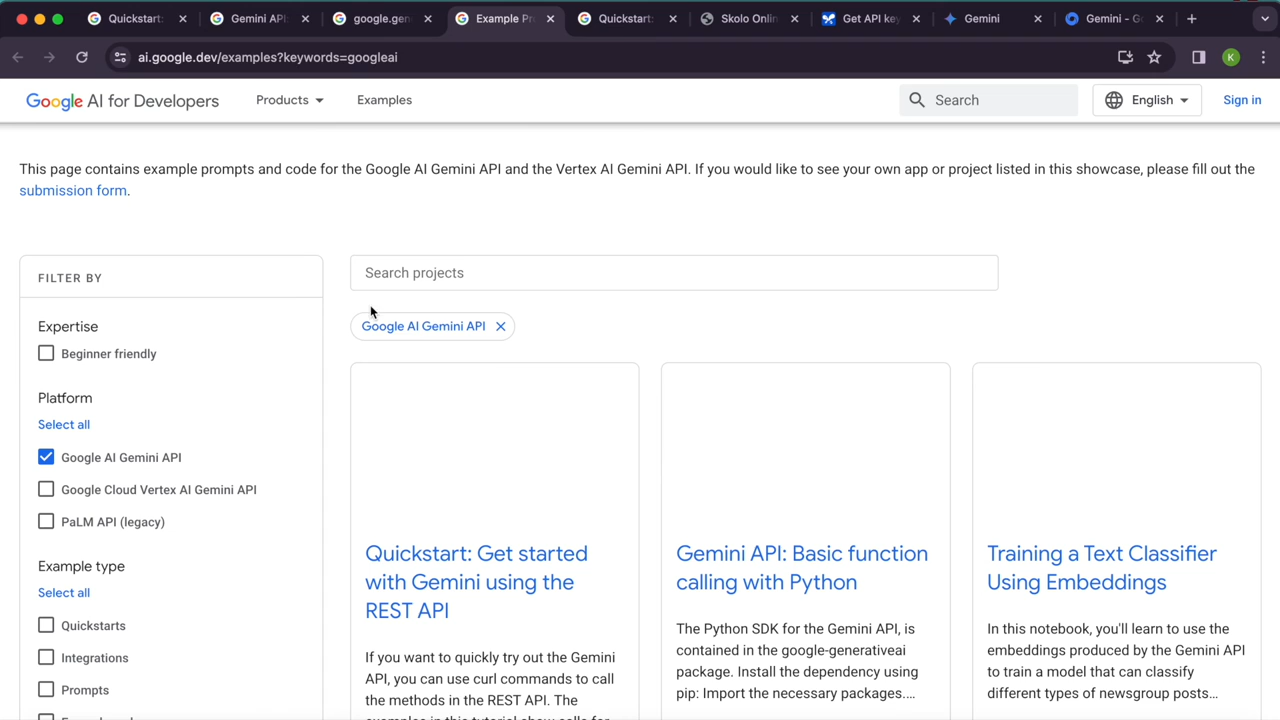 Quickstart:
Gemini API:
google.gen
Example Pr
Quickstart:
Skolo Onlin
Get API key
Gemini
Gemini - Go
ai.google.dev/examples?keywords=googleai
K
Google AI for Developers
Products
Examples
Search
English
Sign in
This page contains example prompts and code for the Google AI Gemini API and the Vertex AI Gemini API. If you would like to see your own app or project listed in this showcase, please fill out the
submission form.
FILTER BY
Expertise
Beginner friendly
Platform
Select all
Google AI Gemini API
Google Cloud Vertex AI Gemini API
PaLM API (legacy)
Example type
Select all
Quickstarts
Integrations
Prompts
Search projects
Google AI Gemini API
Quickstart: Get started
with Gemini using the
REST API
If you want to quickly try out the Gemini
API, you can use curl commands to call
the methods in the REST API. The
examples in this tutorial show calls for
Gemini API: Basic function
calling with Python
The Python SDK for the Gemini API, is
contained in the google-generativeai
package. Install the dependency using
pip: Import the necessary packages....
Training a Text Classifier
Using Embeddings
In this notebook, you'll learn to use the
embeddings produced by the Gemini API
to train a model that can classify
different types of newsgroup posts...